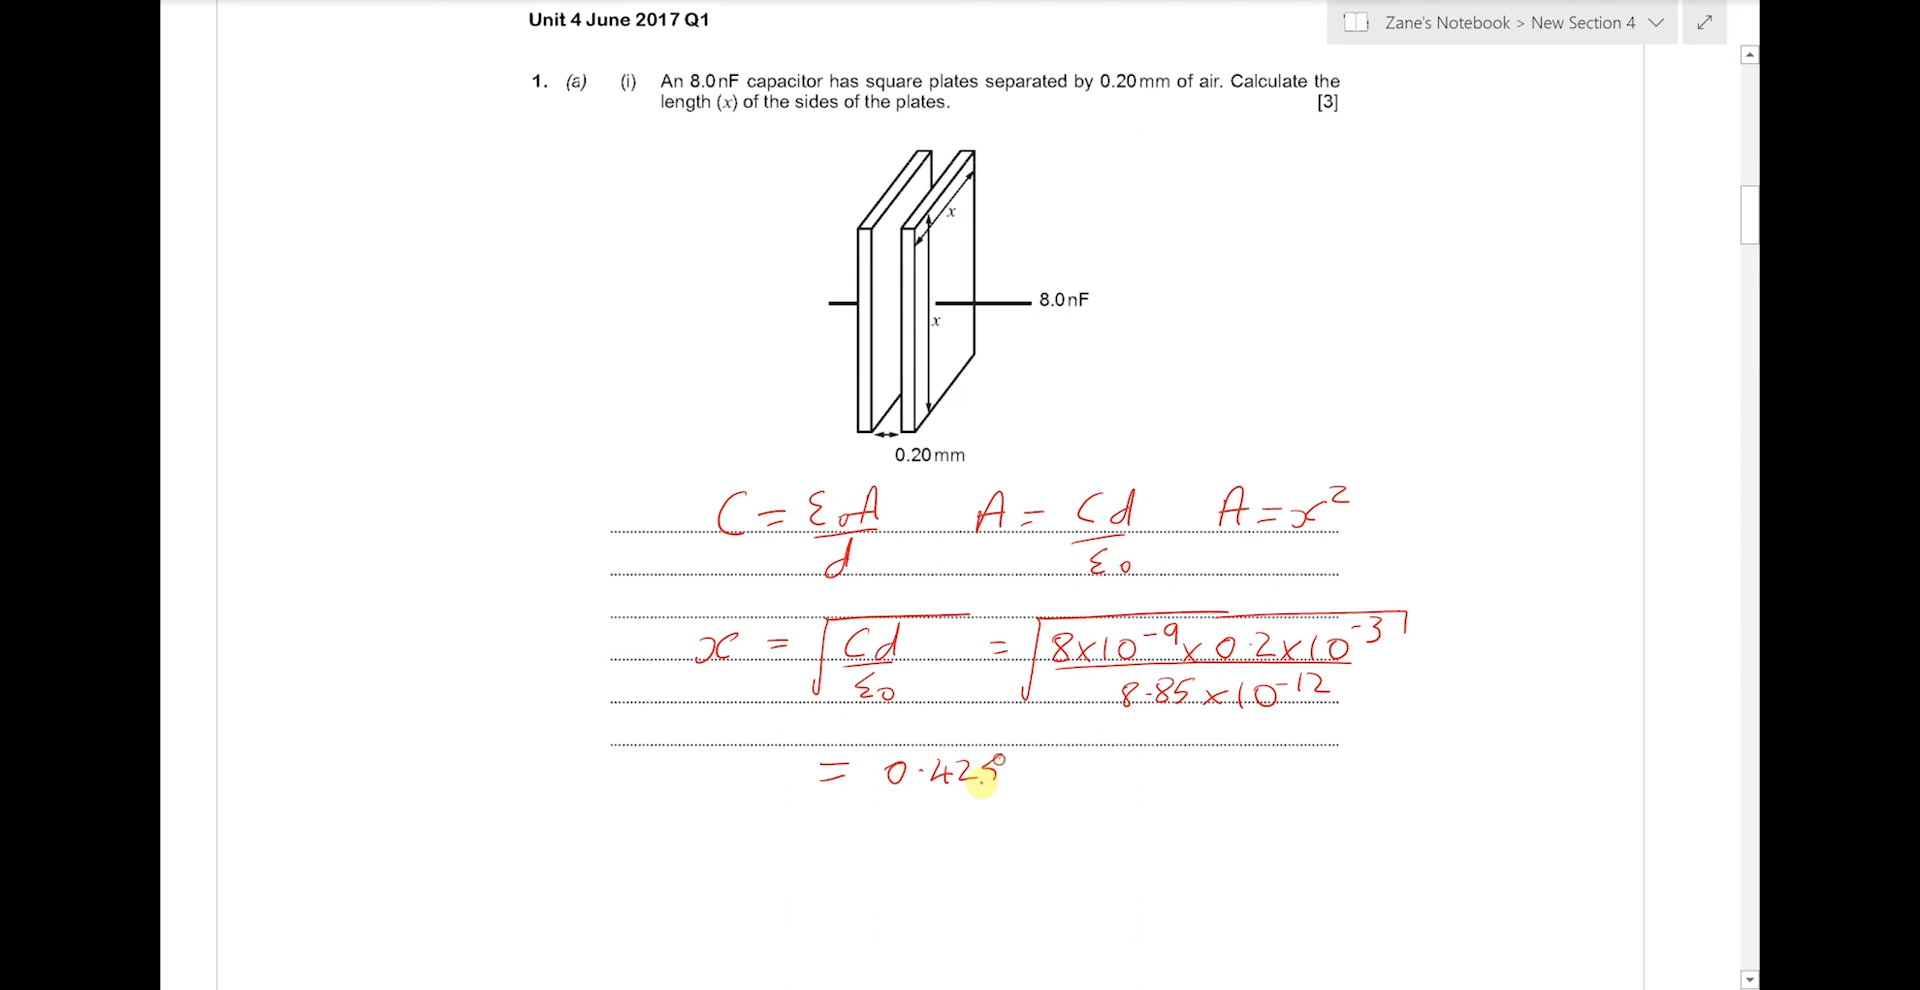 Unit 4 June 2017 Q1
Zane's Notebook > New Section 4
1. (a) (i) An 8.0 nF capacitor has square plates separated by 0.20 mm of air. Calculate the
length (x) of the sides of the plates. [3]
x
8.0 nF
x
0.20 mm
C = ε₀A/d A = Cd/ε₀ A = x²
x = √(Cd/ε₀) = √(8×10⁻⁹ × 0.2×10⁻³ / 8.85×10⁻¹²)
= 0.425